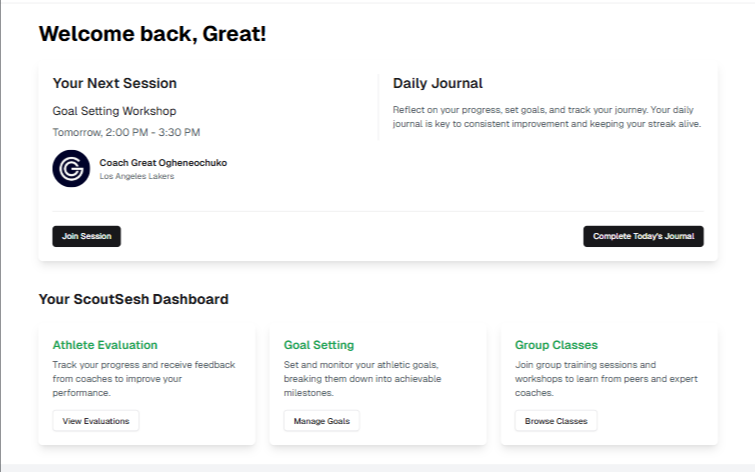 Welcome back, Great!
Your Next Session
Goal Setting Workshop
Tomorrow, 2:00 PM - 3:30 PM
Coach Great Ogheneochuko
Los Angeles Lakers
Join Session
Daily Journal
Reflect on your progress, set goals, and track your journey. Your daily
journal is key to consistent improvement and keeping your streak alive.
Complete Today's Journal
Your ScoutSesh Dashboard
Athlete Evaluation
Track your progress and receive feedback
from coaches to improve your
performance.
View Evaluations
Goal Setting
Set and monitor your athletic goals,
breaking them down into achievable
milestones.
Manage Goals
Group Classes
Join group training sessions and
workshops to learn from peers and expert
coaches.
Browse Classes